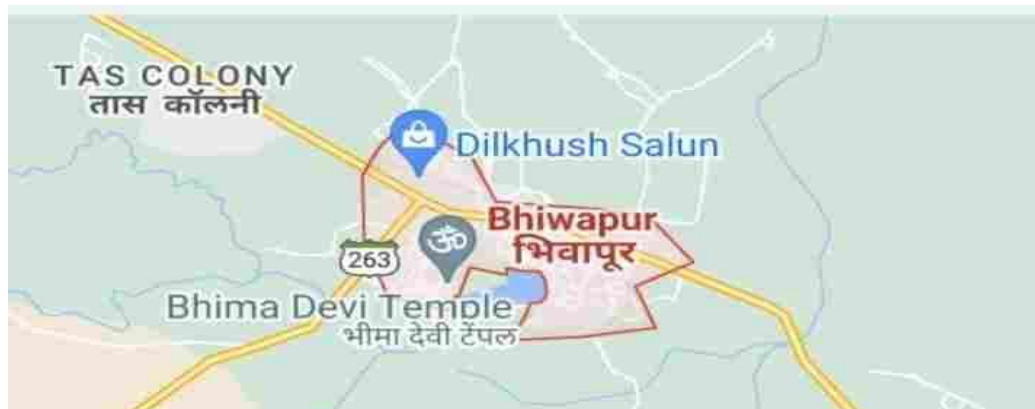 TAS COLONY
तास कॉलनी
Dilkhush Salun
Bhiwapur
भिवापूर
263
ॐ
Bhima Devi Temple
भीमा देवी टेंपल